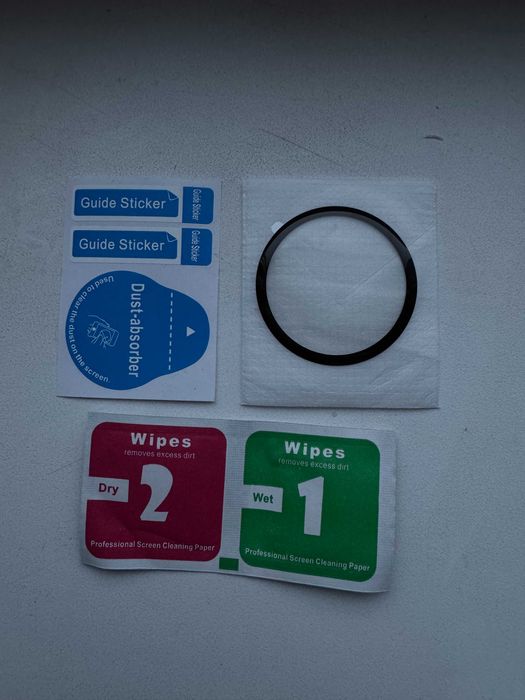 Guide Sticker
Guide Sticker
Guide Sticker
Guide Sticker
Dust-absorber
Used to clear the dust on the screen.
Wipes
removes excess dirt
Dry
2
Professional Screen Cleaning Paper
Wipes
removes excess dirt
Wet
1
Professional Screen Cleaning Paper